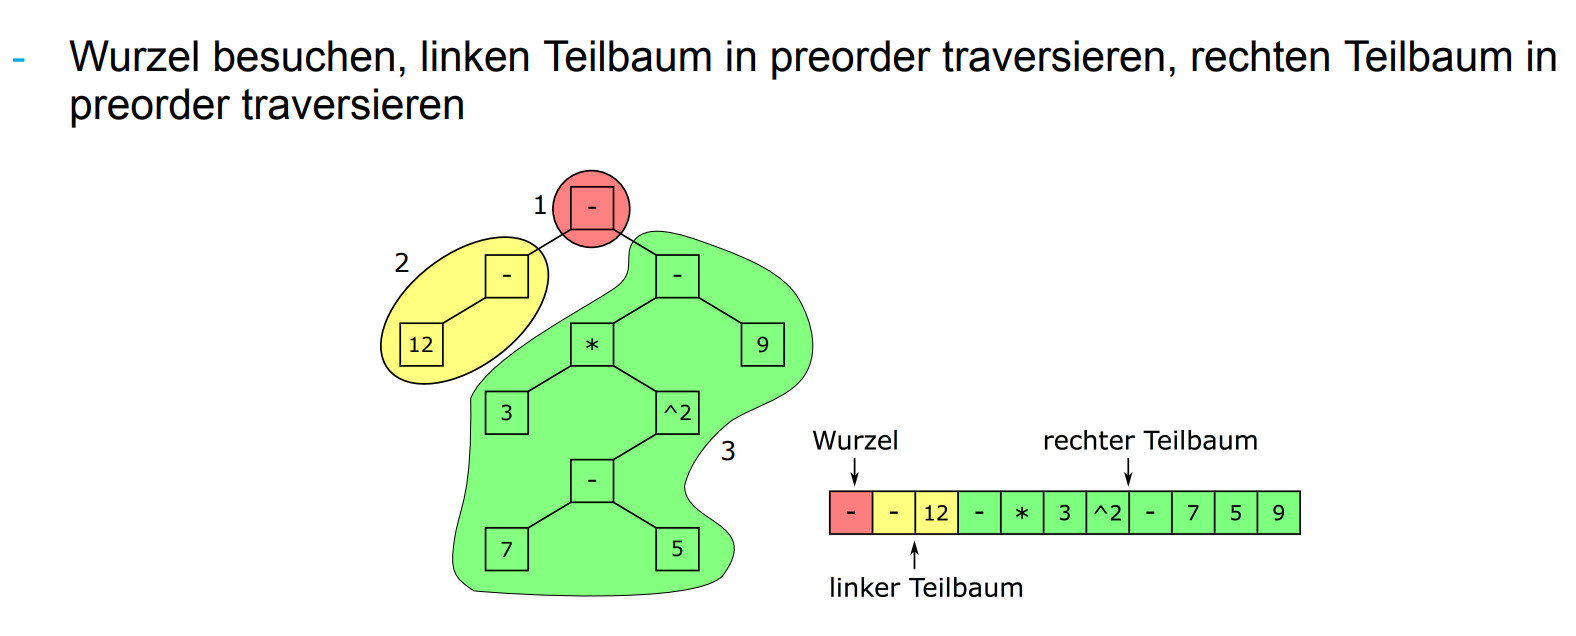 - Wurzel besuchen, linken Teilbaum in preorder traversieren, rechten Teilbaum in
preorder traversieren
1 -
2 - -
12 * 9
3 ^2
3
-
7 5
Wurzel rechter Teilbaum
- - 12 - * 3 ^2 - 7 5 9
linker Teilbaum